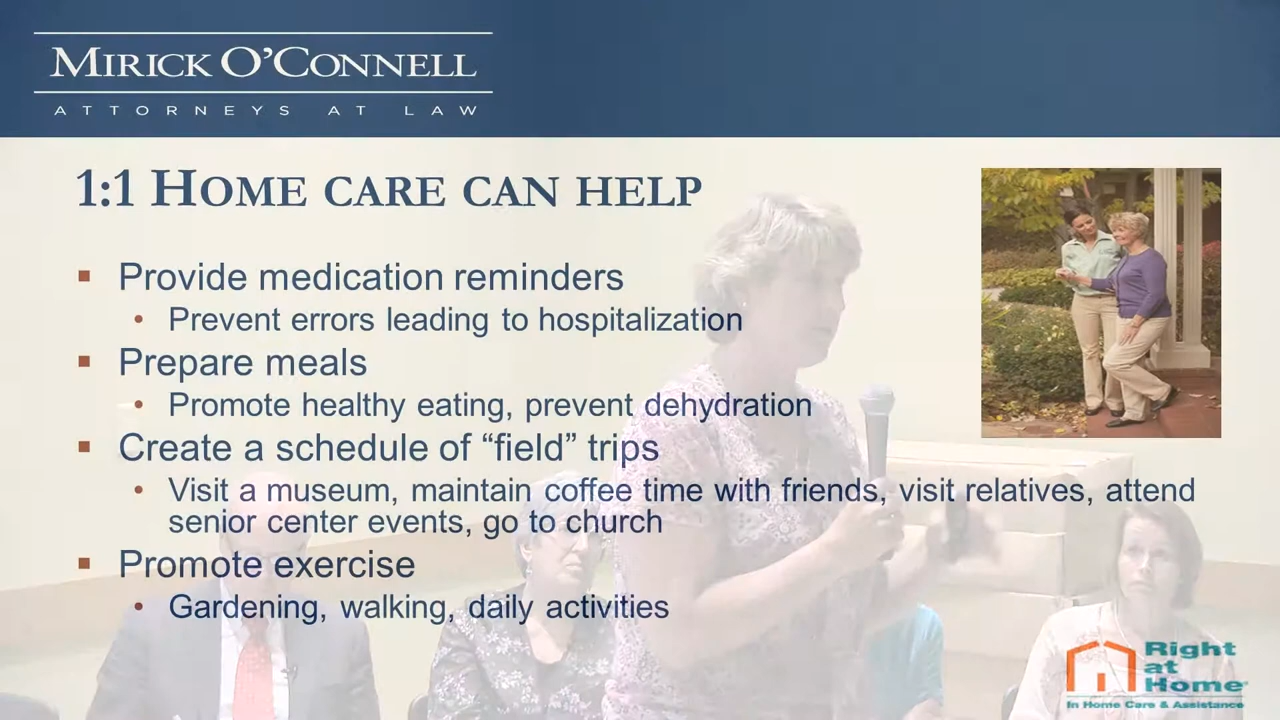 MIRICK O'CONNELL
ATTORNEYS AT LAW
1:1 HOME CARE CAN HELP
▪ Provide medication reminders
• Prevent errors leading to hospitalization
▪ Prepare meals
• Promote healthy eating, prevent dehydration
▪ Create a schedule of “field” trips
• Visit a museum, maintain coffee time with friends, visit relatives, attend
senior center events, go to church
▪ Promote exercise
• Gardening, walking, daily activities
Right
at
Home
In Home Care & Assistance